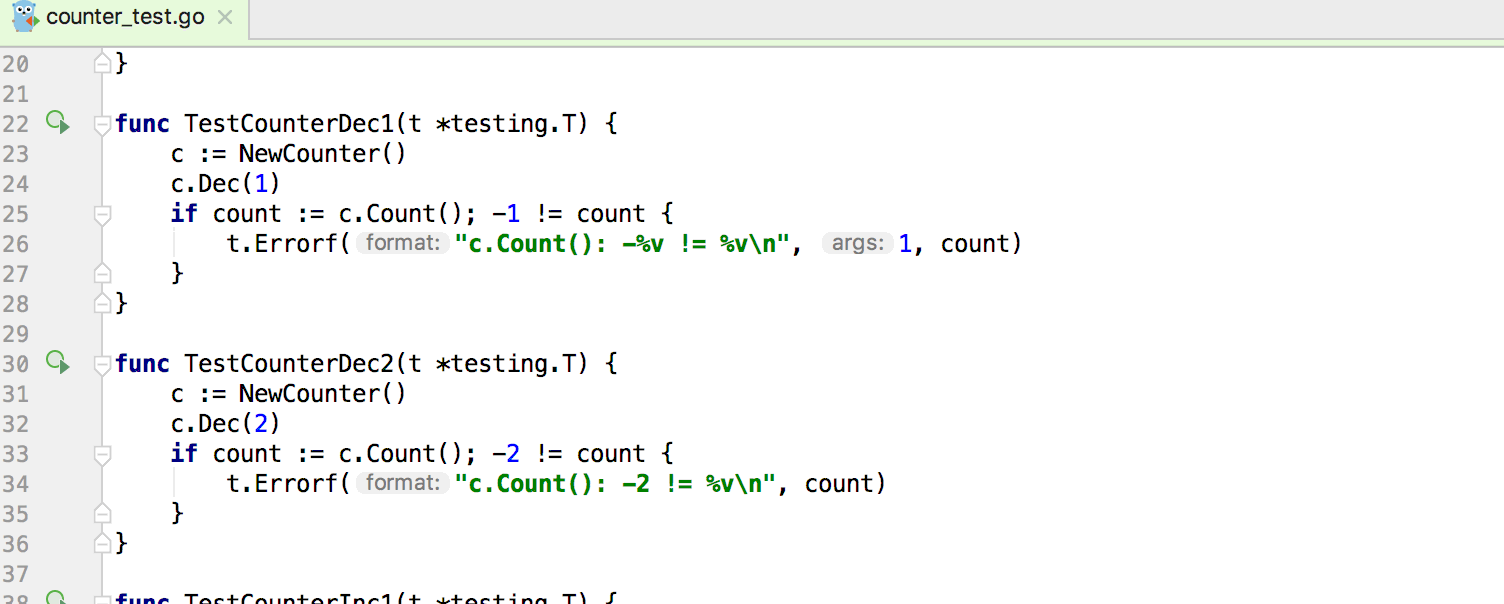 counter_test.go
20 }
21
22 func TestCounterDec1(t *testing.T) {
23 c := NewCounter()
24 c.Dec(1)
25 if count := c.Count(); -1 != count {
26 t.Errorf( format: "c.Count(): -%v != %v\n", args: 1, count)
27 }
28 }
29
30 func TestCounterDec2(t *testing.T) {
31 c := NewCounter()
32 c.Dec(2)
33 if count := c.Count(); -2 != count {
34 t.Errorf( format: "c.Count(): -2 != %v\n", count)
35 }
36 }
37
38 func TestCounterInc1(t *testing.T) {